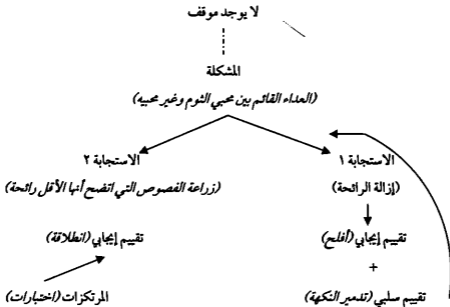 لا يوجد موقف
المشكلة
(العداء القائم بين محبي الثوم وغير محبيه)
الاستجابة ١
(إزالة الرائحة)
تقييم إيجابي (أفلح)
+
تقييم سلبي (تدمير النكهة)
الاستجابة ٢
(زراعة الفصوص التي اتضح أنها الأقل رائحة)
تقييم إيجابي (انطلاقة)
المرتكزات (اختبارات)